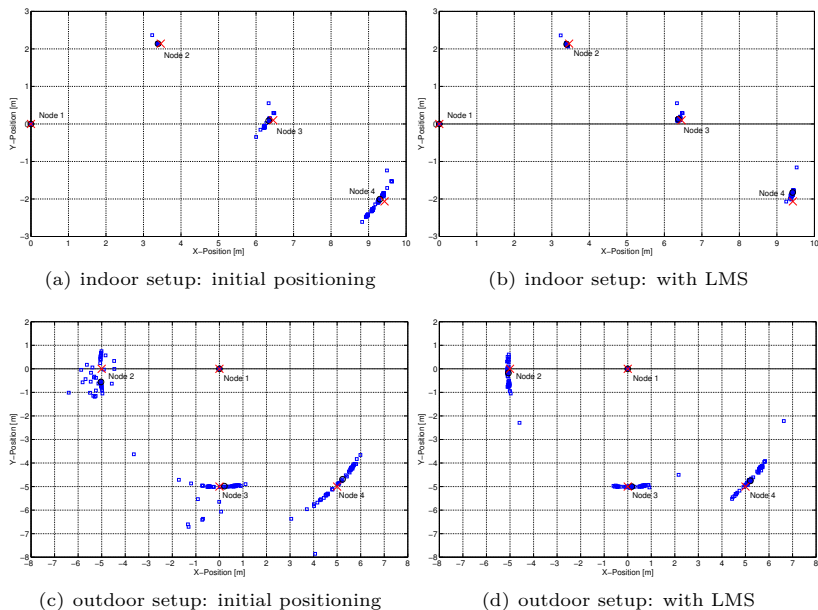 3
2
1
0
−1
−2
−3
0 1 2 3 4 5 6 7 8 9 10
Y−Position [m]
X−Position [m]
Node 1
Node 2
Node 3
Node 4
(a) indoor setup: initial positioning
3
2
1
0
−1
−2
−3
0 1 2 3 4 5 6 7 8 9 10
Y−Position [m]
X−Position [m]
Node 1
Node 2
Node 3
Node 4
(b) indoor setup: with LMS
2
1
0
−1
−2
−3
−4
−5
−6
−7
−8
−8 −7 −6 −5 −4 −3 −2 −1 0 1 2 3 4 5 6 7 8
Y−Position [m]
X−Position [m]
Node 2
Node 1
Node 3
Node 4
(c) outdoor setup: initial positioning
2
1
0
−1
−2
−3
−4
−5
−6
−7
−8
−8 −7 −6 −5 −4 −3 −2 −1 0 1 2 3 4 5 6 7 8
Y−Position [m]
X−Position [m]
Node 2
Node 1
Node 3
Node 4
(d) outdoor setup: with LMS